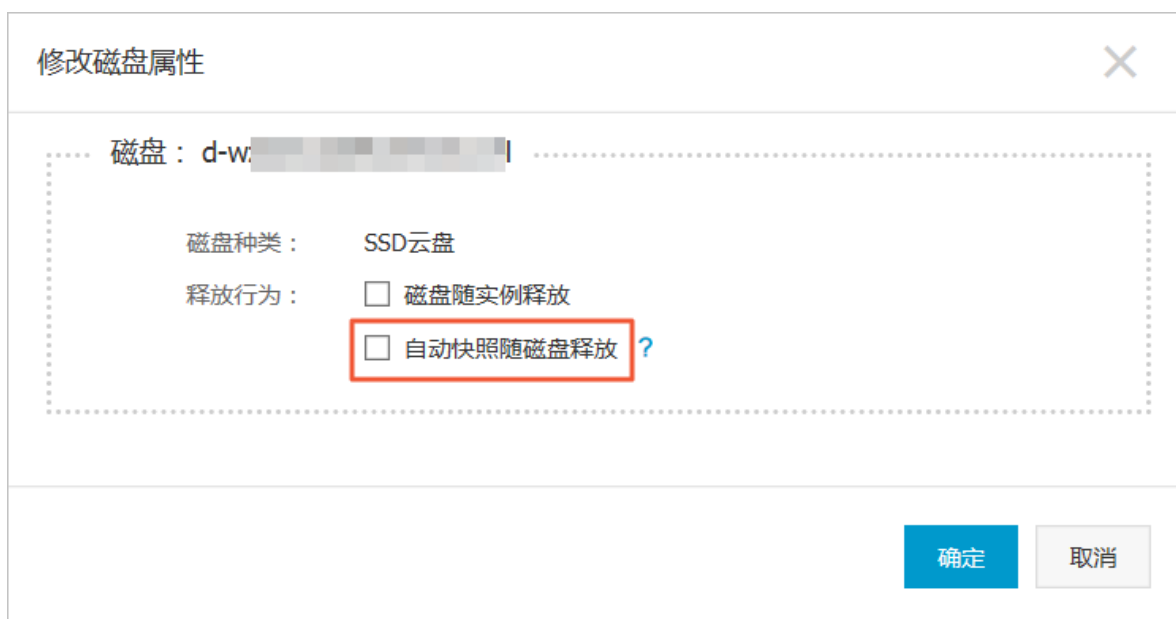 修改磁盘属性
磁盘： d-w
磁盘种类： SSD云盘
释放行为： 磁盘随实例释放
自动快照随磁盘释放 ?
确定 取消